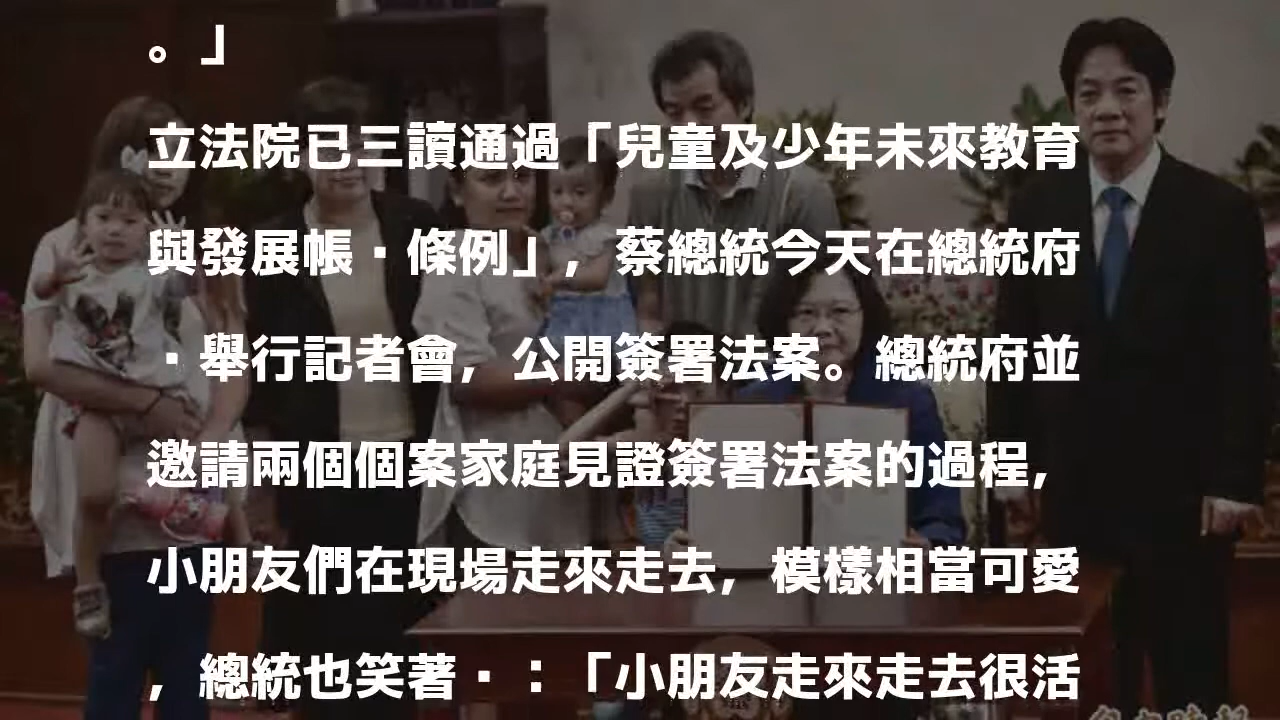 。」
立法院已三讀通過「兒童及少年未來教育
與發展帳·條例」，蔡總統今天在總統府
·舉行記者會，公開簽署法案。總統府並
邀請兩個個案家庭見證簽署法案的過程，
小朋友們在現場走來走去，模樣相當可愛
，總統也笑著·：「小朋友走來走去很活